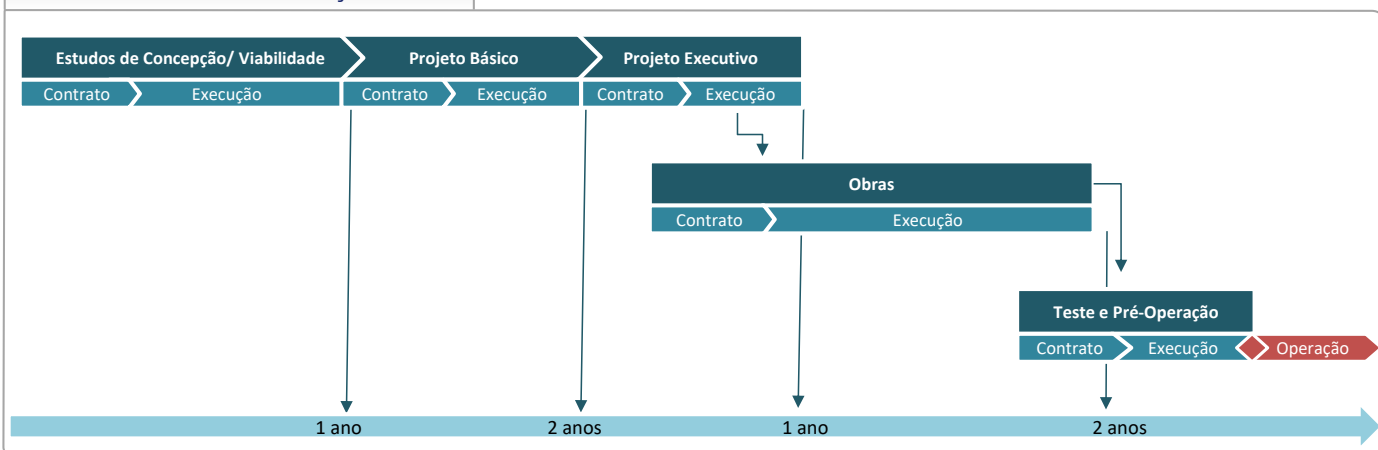 Estudos de Concepção/ Viabilidade
Projeto Básico
Projeto Executivo
Contrato
Execução
Contrato
Execução
Contrato
Execução
Obras
Contrato
Execução
Teste e Pré-Operação
Contrato
Execução
Operação
1 ano
2 anos
1 ano
2 anos